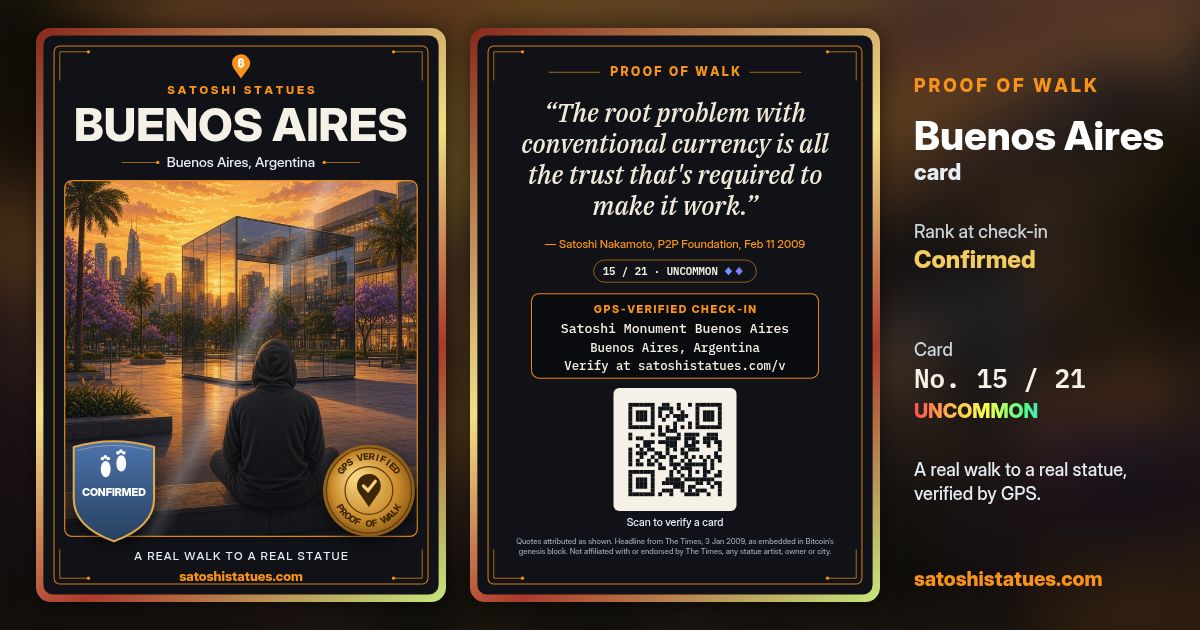 SATOSHI STATUES
BUENOS AIRES
Buenos Aires, Argentina
CONFIRMED
GPS VERIFIED
PROOF OF WALK
A REAL WALK TO A REAL STATUE
satoshistatues.com
PROOF OF WALK
“The root problem with
conventional currency is all
the trust that's required to
make it work.”
— Satoshi Nakamoto, P2P Foundation, Feb 11 2009
15 / 21 · UNCOMMON ◆◆
GPS-VERIFIED CHECK-IN
Satoshi Monument Buenos Aires
Buenos Aires, Argentina
Verify at satoshistatues.com/v
Scan to verify a card
Quotes attributed as shown. Headline from The Times, 3 Jan 2009, as embedded in Bitcoin's
genesis block. Not affiliated with or endorsed by The Times, any statue artist, owner or city.
PROOF OF WALK
Buenos Aires
card
Rank at check-in
Confirmed
Card
No. 15 / 21
UNCOMMON
A real walk to a real statue,
verified by GPS.
satoshistatues.com